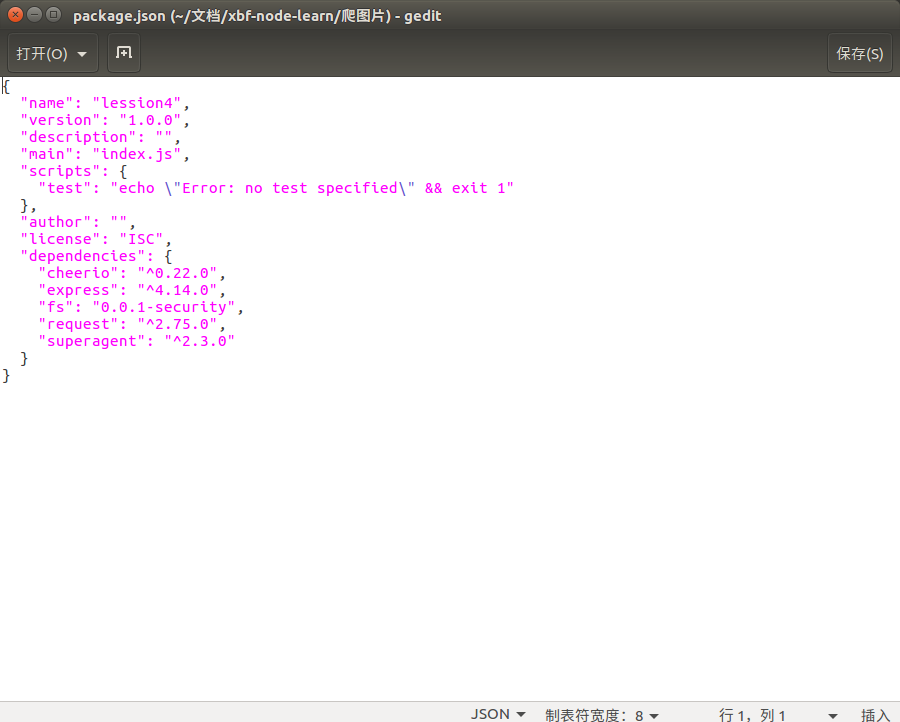 package.json (~/文档/xbf-node-learn/爬图片) - gedit
打开(O)
保存(S)
{
  "name": "lession4",
  "version": "1.0.0",
  "description": "",
  "main": "index.js",
  "scripts": {
    "test": "echo \"Error: no test specified\" && exit 1"
  },
  "author": "",
  "license": "ISC",
  "dependencies": {
    "cheerio": "^0.22.0",
    "express": "^4.14.0",
    "fs": "0.0.1-security",
    "request": "^2.75.0",
    "superagent": "^2.3.0"
  }
}
JSON 制表符宽度：8 行 1，列 1 插入